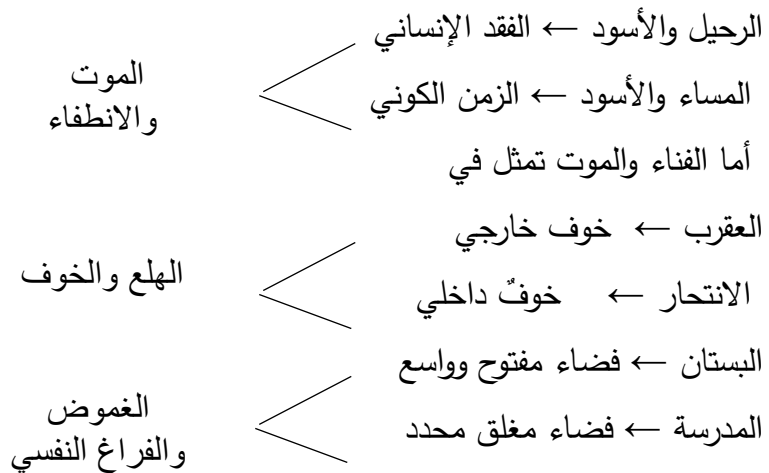 الرحيل والأسود ← الفقد الإنساني
المساء والأسود ← الزمن الكوني
الموت
والانطفاء
أما الفناء والموت تمثل في
العقرب ← خوف خارجي
الانتحار ← خوفٌ داخلي
الهلع والخوف
البستان ← فضاء مفتوح وواسع
المدرسة ← فضاء مغلق محدد
الغموض
والفراغ النفسي